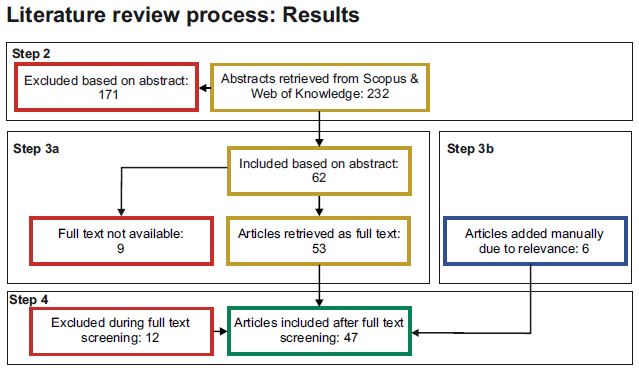 Literature review process: Results
Step 2
Excluded based on abstract:
171
Abstracts retrieved from Scopus &
Web of Knowledge: 232
Step 3a
Included based on abstract:
62
Step 3b
Full text not available:
9
Articles retrieved as full text:
53
Articles added manually
due to relevance: 6
Step 4
Excluded during full text
screening: 12
Articles included after full text
screening: 47